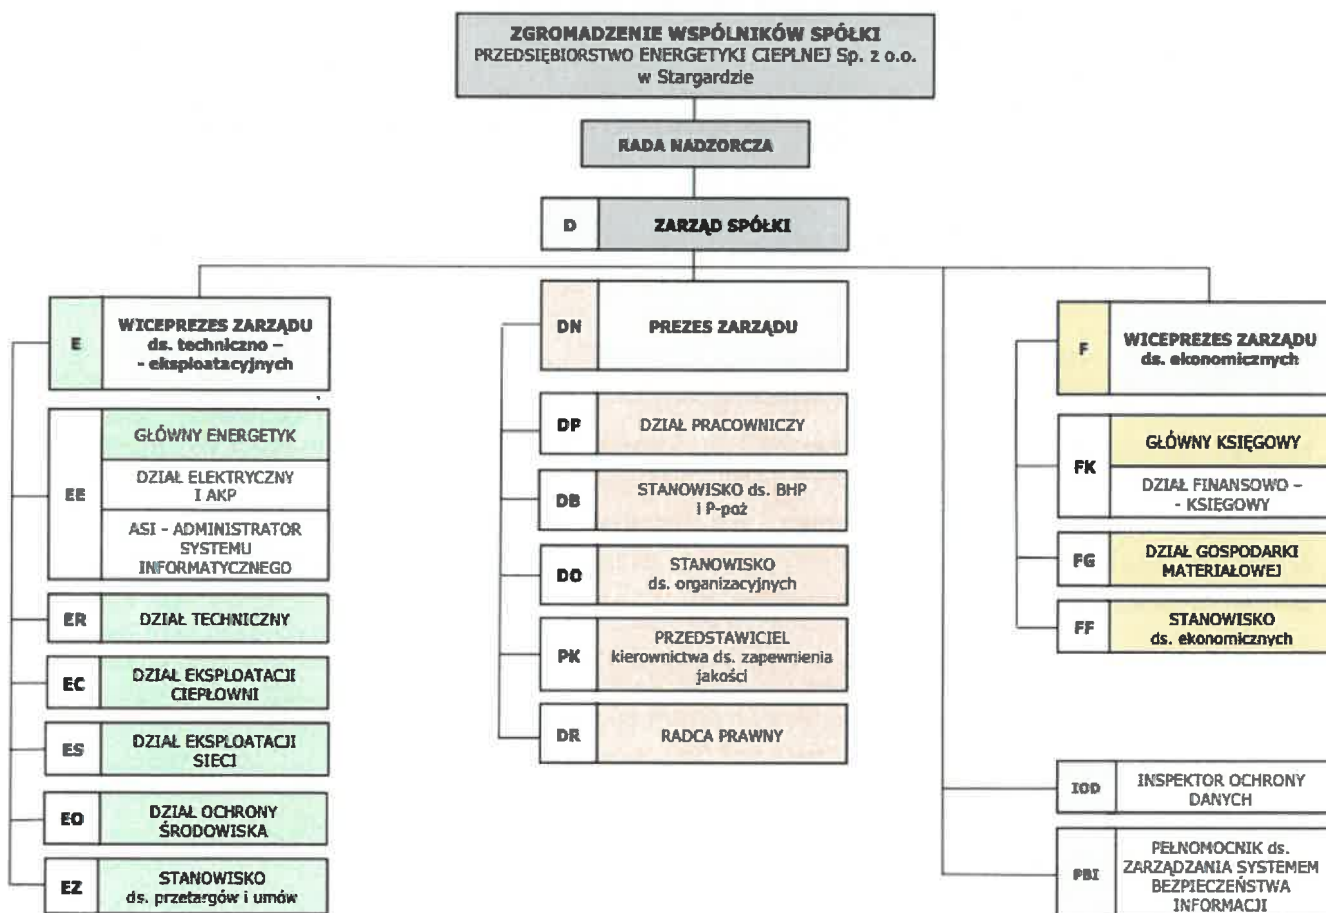 ZGROMADZENIE WSPÓLNIKÓW SPÓŁKI
PRZEDSIĘBIORSTWO ENERGETYKI CIEPLNEJ Sp. z o.o.
w Stargardzie
RADA NADZORCZA
D
ZARZĄD SPÓŁKI
E
WICEPREZES ZARZĄDU
ds. techniczno –
- eksploatacyjnych
EE
GŁÓWNY ENERGETYK
DZIAŁ ELEKTRYCZNY
I AKP
ASI - ADMINISTRATOR
SYSTEMU
INFORMATYCZNEGO
ER
DZIAŁ TECHNICZNY
EC
DZIAŁ EKSPLOATACJI
CIEPŁOWNI
ES
DZIAŁ EKSPLOATACJI
SIECI
EO
DZIAŁ OCHRONY
ŚRODOWISKA
EZ
STANOWISKO
ds. przetargów i umów
DN
PREZES ZARZĄDU
DP
DZIAŁ PRACOWNICZY
DB
STANOWISKO ds. BHP
i P-poż
DO
STANOWISKO
ds. organizacyjnych
PK
PRZEDSTAWICIEL
kierownictwa ds. zapewnienia
jakości
DR
RADCA PRAWNY
F
WICEPREZES ZARZĄDU
ds. ekonomicznych
FK
GŁÓWNY KSIĘGOWY
DZIAŁ FINANSOWO –
- KSIĘGOWY
FG
DZIAŁ GOSPODARKI
MATERIAŁOWEJ
FF
STANOWISKO
ds. ekonomicznych
IOD
INSPEKTOR OCHRONY
DANYCH
PBI
PEŁNOMOCNIK ds.
ZARZĄDZANIA SYSTEMEM
BEZPIECZEŃSTWA
INFORMACJI